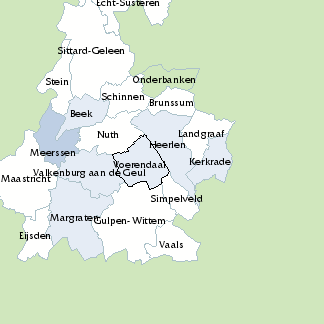 Echt-Susteren
Sittard-Geleen
Stein
Onderbanken
Schinnen
Brunssum
Beek
Nuth
Landgraaf
Heerlen
Meerssen
Kerkrade
Voerendaal
Valkenburg aan de Geul
Maastricht
Simpelveld
Margraten
Gulpen- Wittem
Eijsden
Vaals